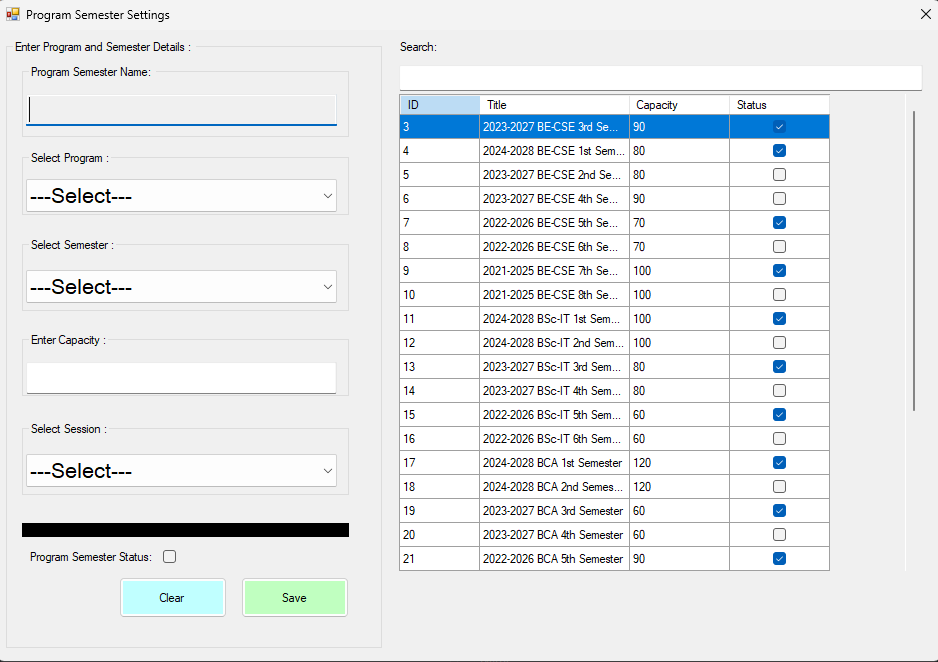 Program Semester Settings
Enter Program and Semester Details :
Program Semester Name:
Select Program :
---Select---
Select Semester :
---Select---
Enter Capacity :
Select Session :
---Select---
Program Semester Status:
Clear Save
Search:
ID Title Capacity Status
3 2023-2027 BE-CSE 3rd Se... 90
4 2024-2028 BE-CSE 1st Sem... 80
5 2023-2027 BE-CSE 2nd Se... 80
6 2023-2027 BE-CSE 4th Se... 90
7 2022-2026 BE-CSE 5th Se... 70
8 2022-2026 BE-CSE 6th Se... 70
9 2021-2025 BE-CSE 7th Se... 100
10 2021-2025 BE-CSE 8th Se... 100
11 2024-2028 BSc-IT 1st Sem... 100
12 2024-2028 BSc-IT 2nd Sem... 100
13 2023-2027 BSc-IT 3rd Sem... 80
14 2023-2027 BSc-IT 4th Sem... 80
15 2022-2026 BSc-IT 5th Sem... 60
16 2022-2026 BSc-IT 6th Sem... 60
17 2024-2028 BCA 1st Semester 120
18 2024-2028 BCA 2nd Semes... 120
19 2023-2027 BCA 3rd Semester 60
20 2023-2027 BCA 4th Semester 60
21 2022-2026 BCA 5th Semester 90